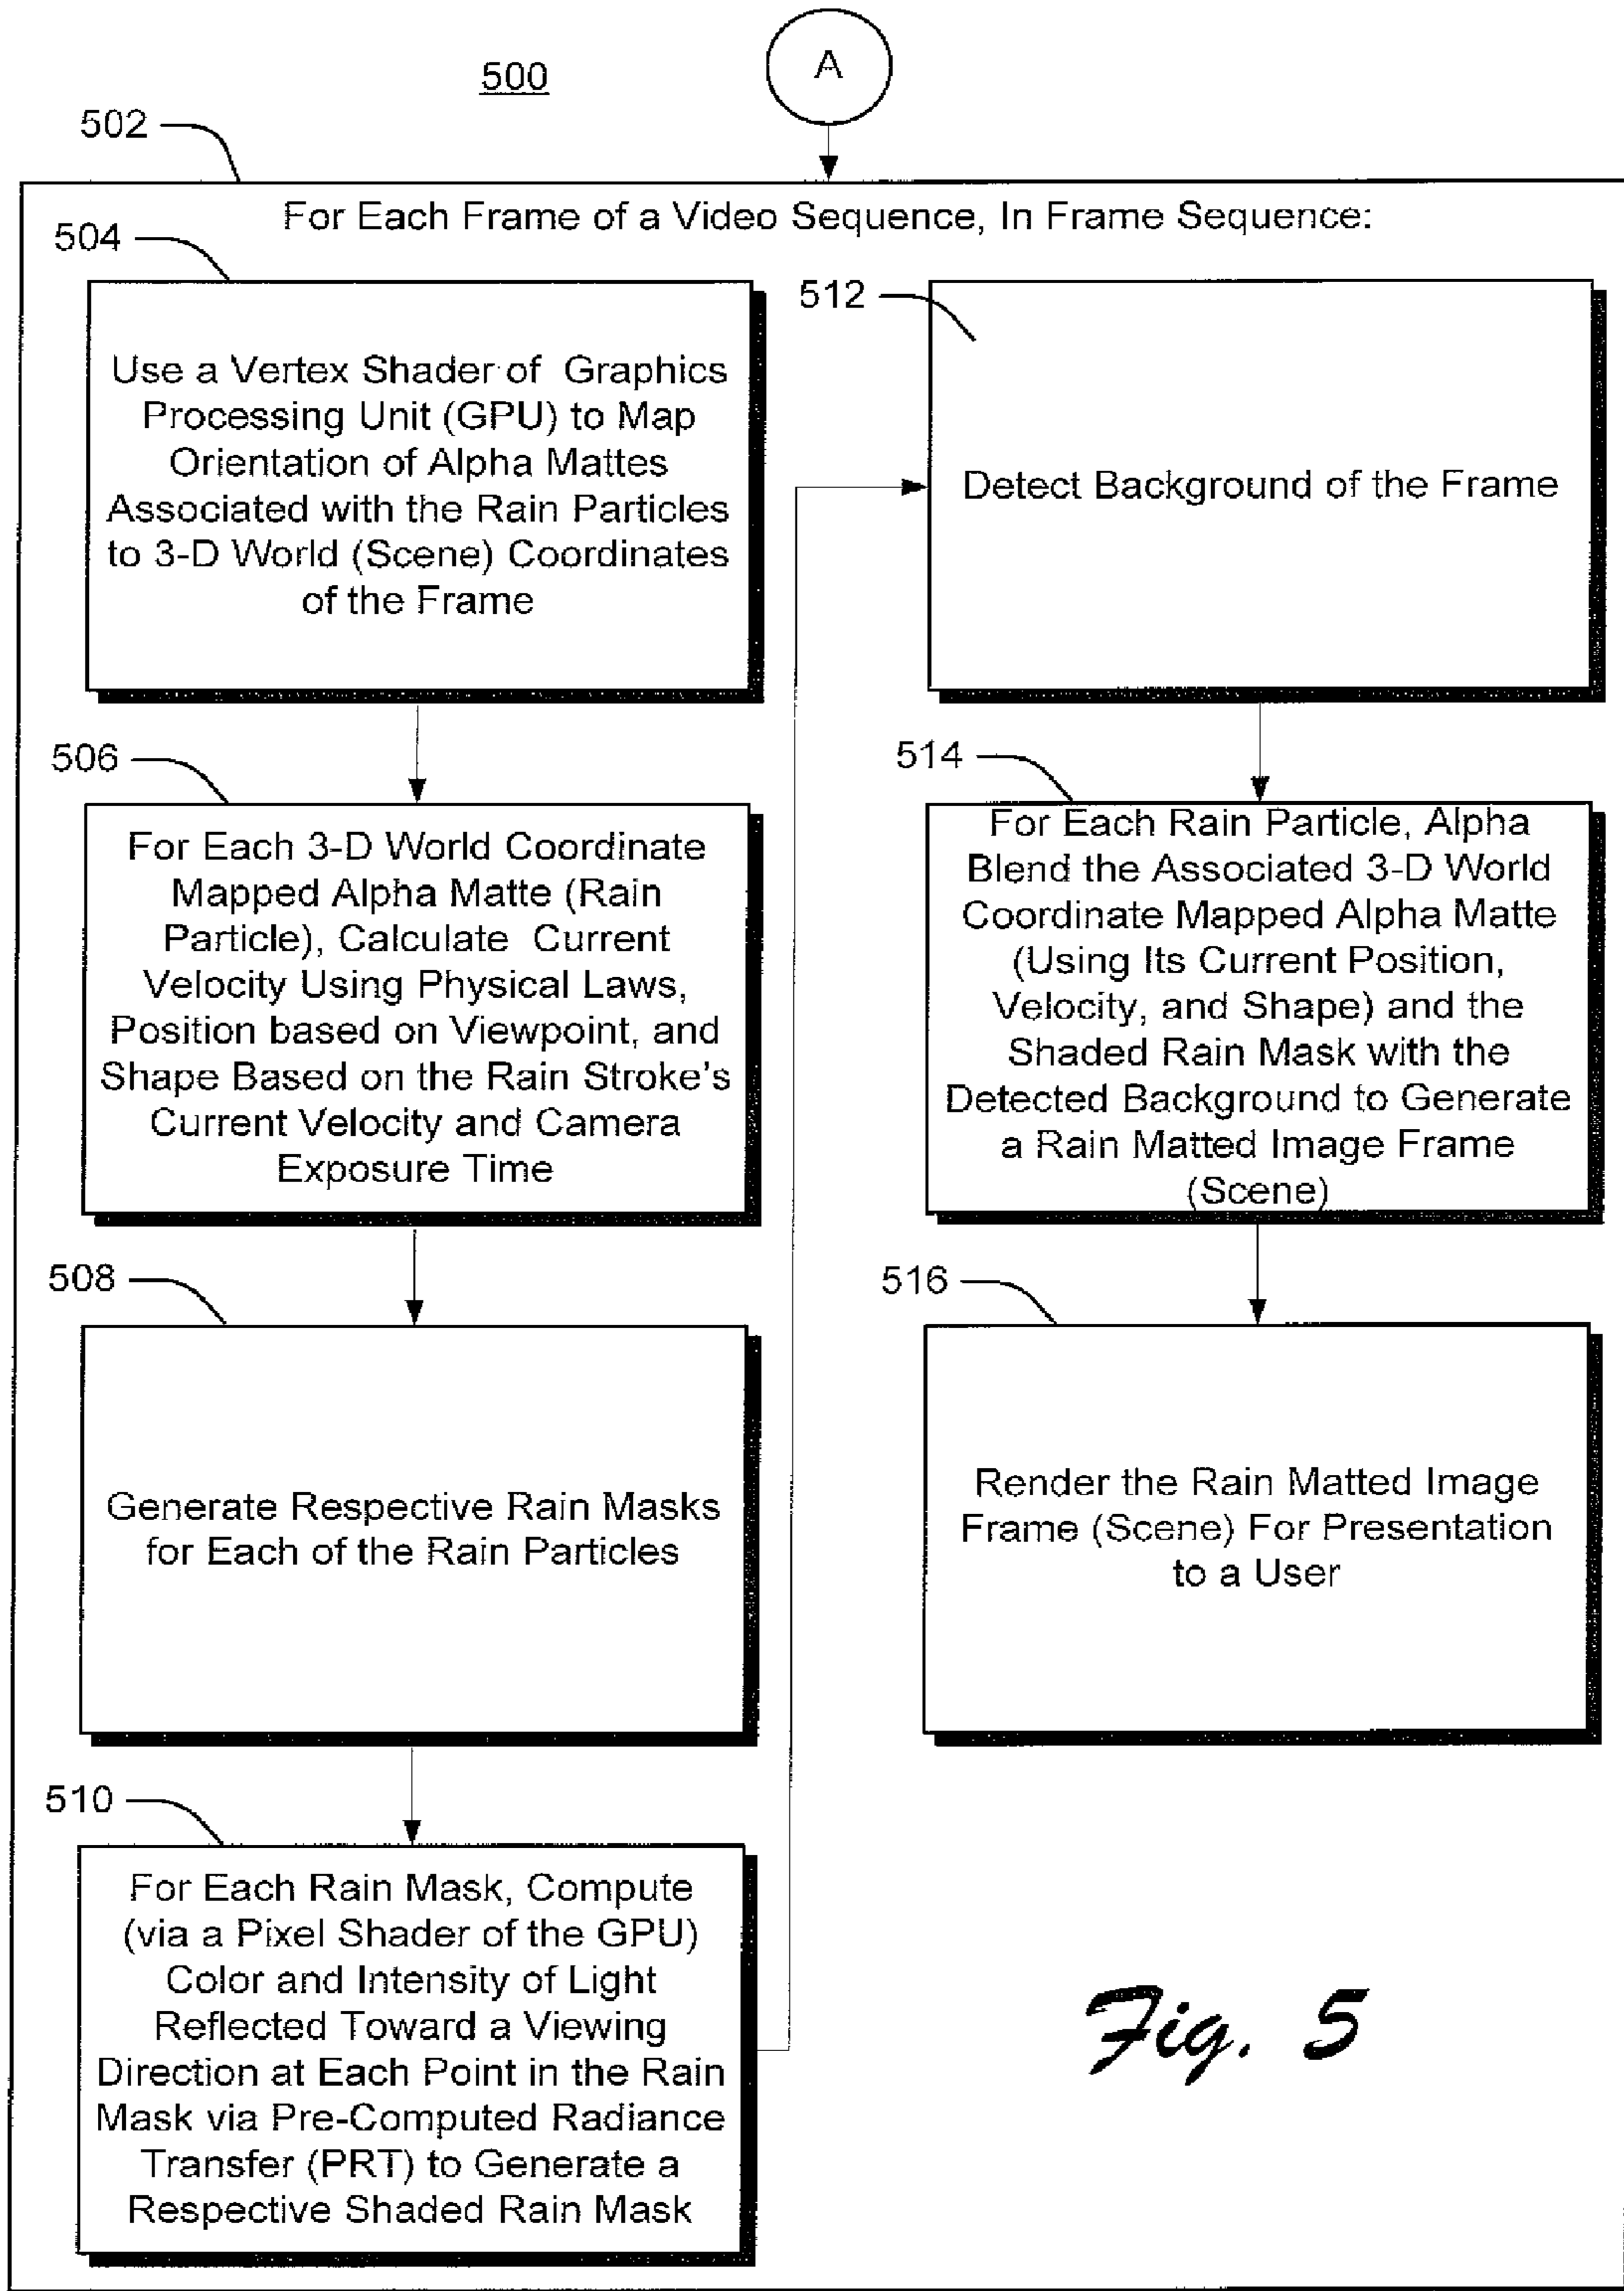 500
A
502
For Each Frame of a Video Sequence, In Frame Sequence:
504
Use a Vertex Shader of Graphics
Processing Unit (GPU) to Map
Orientation of Alpha Mattes
Associated with the Rain Particles
to 3-D World (Scene) Coordinates
of the Frame
506
For Each 3-D World Coordinate
Mapped Alpha Matte (Rain
Particle), Calculate Current
Velocity Using Physical Laws,
Position based on Viewpoint, and
Shape Based on the Rain Stroke's
Current Velocity and Camera
Exposure Time
508
Generate Respective Rain Masks
for Each of the Rain Particles
510
For Each Rain Mask, Compute
(via a Pixel Shader of the GPU)
Color and Intensity of Light
Reflected Toward a Viewing
Direction at Each Point in the Rain
Mask via Pre-Computed Radiance
Transfer (PRT) to Generate a
Respective Shaded Rain Mask
512
Detect Background of the Frame
514
For Each Rain Particle, Alpha
Blend the Associated 3-D World
Coordinate Mapped Alpha Matte
(Using Its Current Position,
Velocity, and Shape) and the
Shaded Rain Mask with the
Detected Background to Generate
a Rain Matted Image Frame
(Scene)
516
Render the Rain Matted Image
Frame (Scene) For Presentation
to a User
Fig. 5